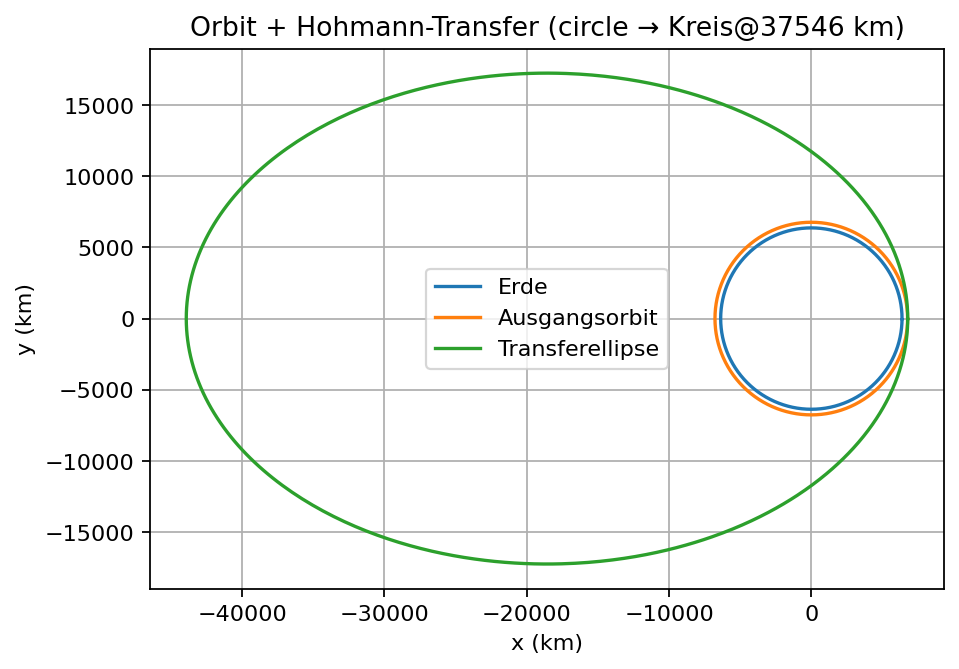 Orbit + Hohmann-Transfer (circle → Kreis@37546 km)
15000
10000
5000
0
−5000
−10000
−15000
y (km)
Erde
Ausgangsorbit
Transferellipse
−40000 −30000 −20000 −10000 0
x (km)